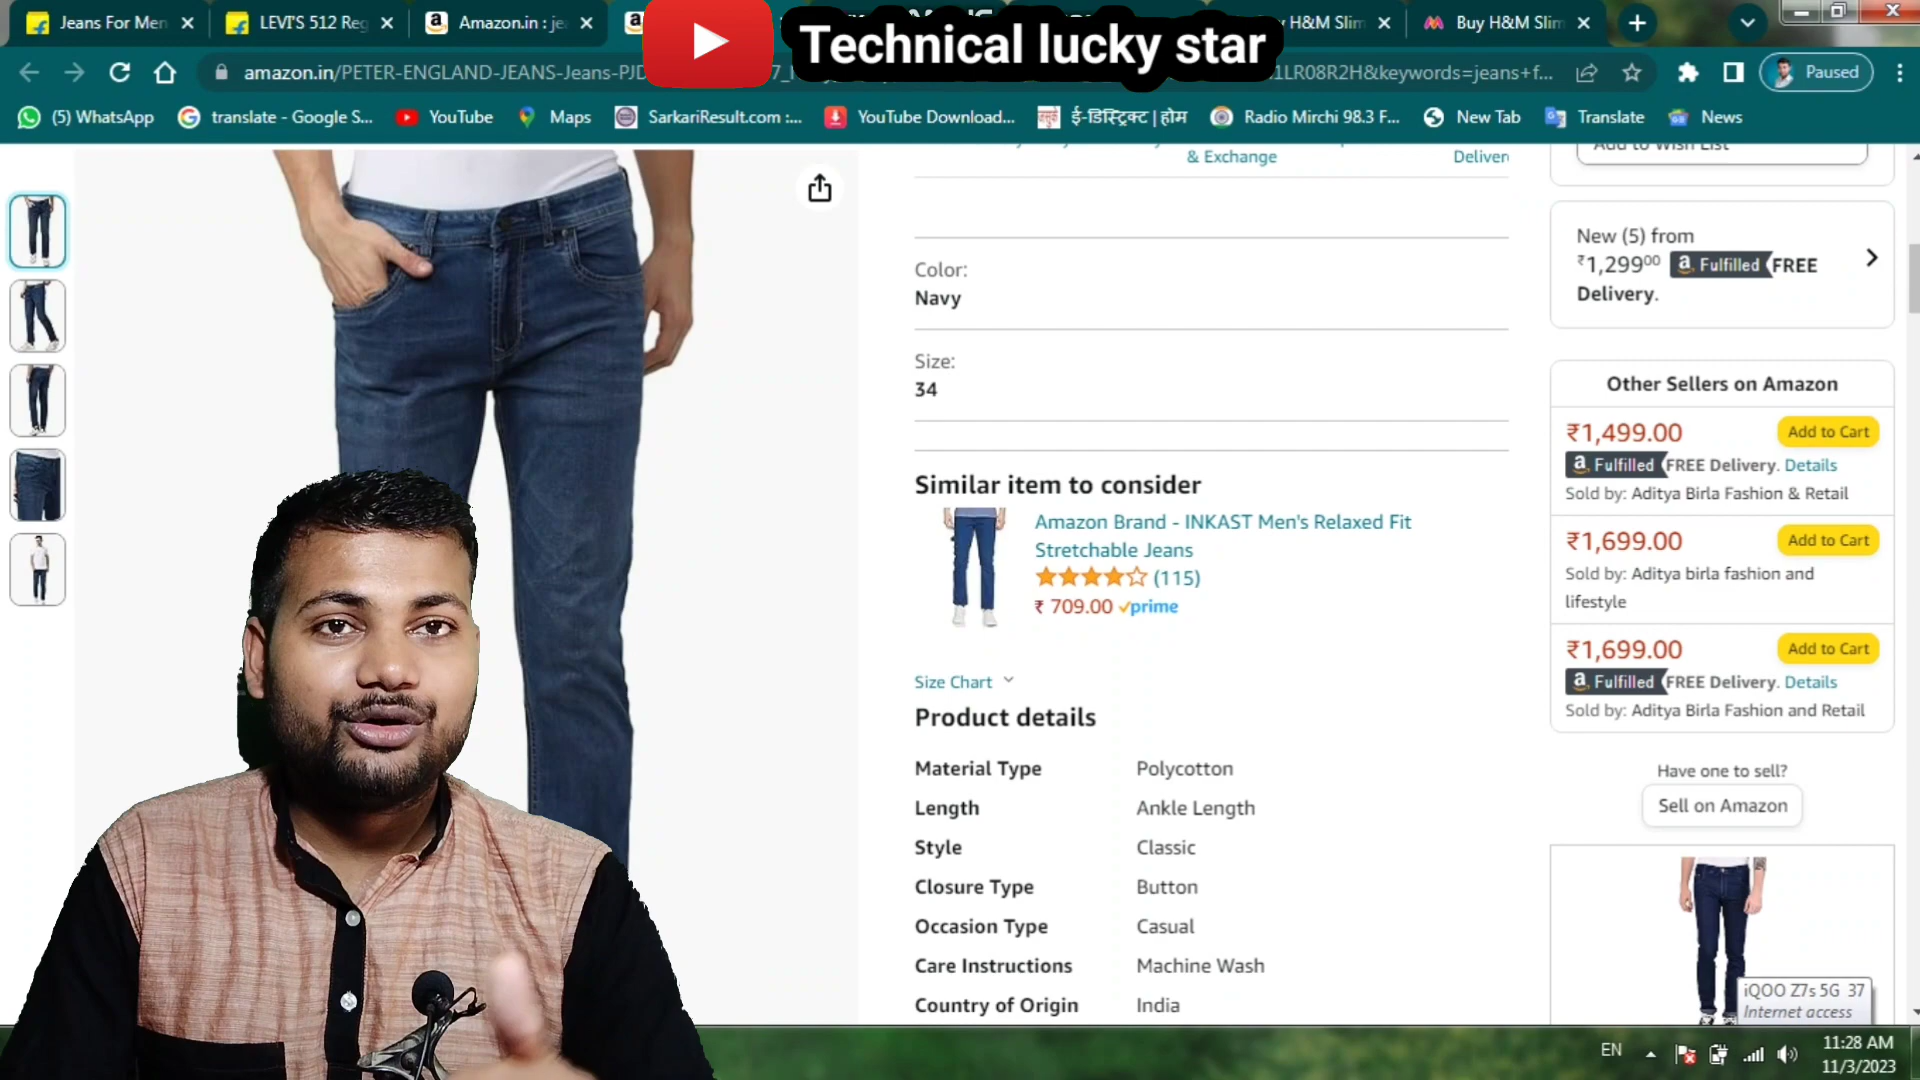 Jeans For Men
LEVI'S 512 Reg
Amazon.in : je
H&M Slim
Buy H&M Slim
Technical lucky star
amazon.in/PETER-ENGLAND-JEANS-Jeans-PJD
1LR08R2H&keywords=jeans+f...
Paused
(5) WhatsApp
translate - Google S...
YouTube
Maps
SarkariResult.com :...
YouTube Download...
ई-डिस्ट्रिक्ट | होम
Radio Mirchi 98.3 F...
New Tab
Translate
News
& Exchange
Delivere
Add to Wish List
New (5) from
₹1,299⁰⁰ a Fulfilled FREE
Delivery.
Color:
Navy
Size:
34
Other Sellers on Amazon
₹1,499.00
Add to Cart
a Fulfilled FREE Delivery. Details
Sold by: Aditya Birla Fashion & Retail
₹1,699.00
Add to Cart
Sold by: Aditya birla fashion and
lifestyle
₹1,699.00
Add to Cart
a Fulfilled FREE Delivery. Details
Sold by: Aditya Birla Fashion and Retail
Similar item to consider
Amazon Brand - INKAST Men's Relaxed Fit
Stretchable Jeans
(115)
₹ 709.00 prime
Size Chart
Product details
Material Type Polycotton
Length Ankle Length
Style Classic
Closure Type Button
Occasion Type Casual
Care Instructions Machine Wash
Country of Origin India
Have one to sell?
Sell on Amazon
iQOO Z7s 5G 37
Internet access
EN
11:28 AM
11/3/2023